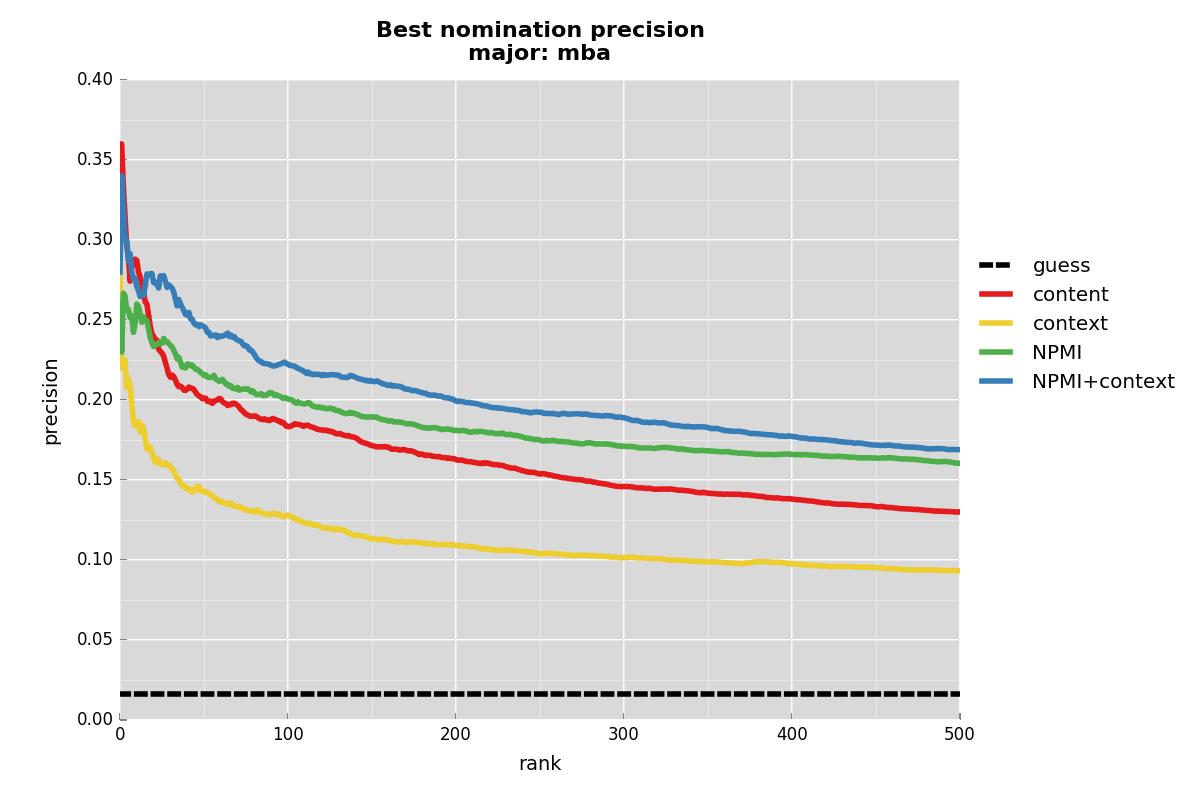 Best nomination precision
major: mba
precision
0.40
0.35
0.30
0.25
0.20
0.15
0.10
0.05
0.00
0
100
200
300
400
500
rank
guess
content
context
NPMI
NPMI+context